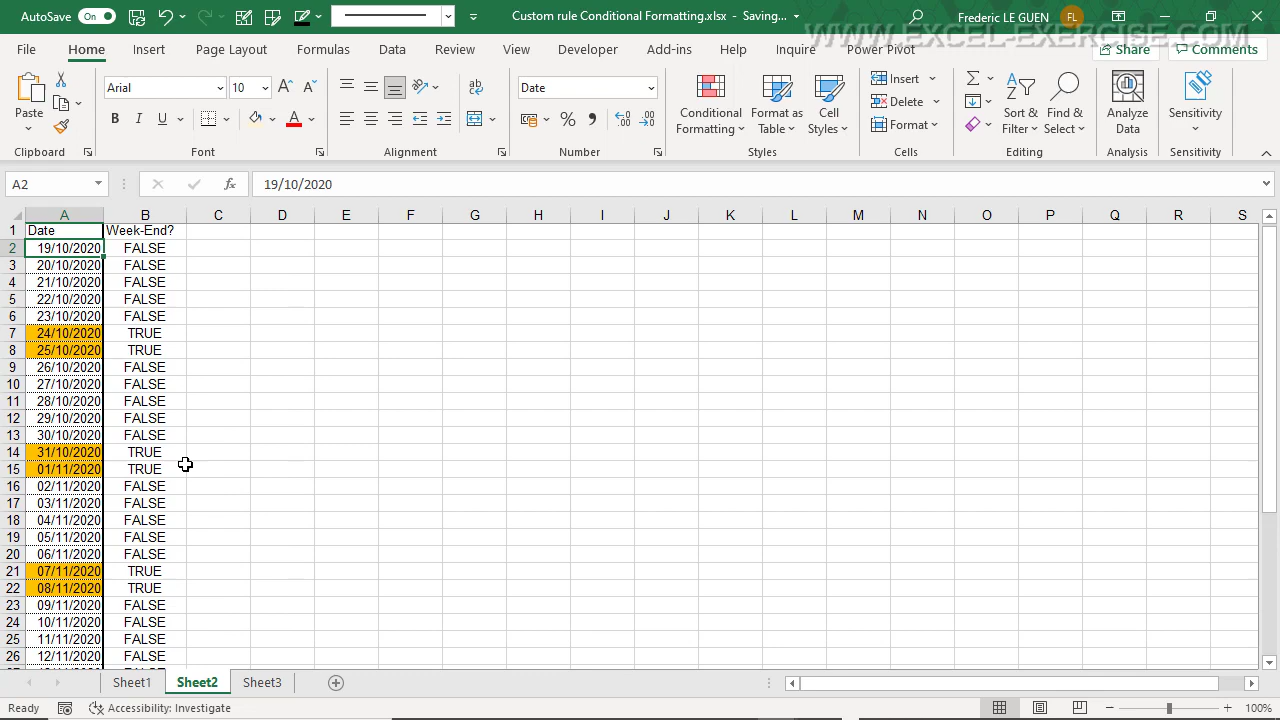 AutoSave On Custom rule Conditional Formatting.xlsx - Saving... Frederic LE GUEN FL
WWW.EXCEL-EXERCISE.COM
File Home Insert Page Layout Formulas Data Review View Developer Add-ins Help Inquire Power Pivot Share Comments
Arial 10 Date Insert
Paste Conditional Formatting Format as Table Cell Styles Delete Sort & Filter Find & Select Analyze Data Sensitivity
B I U A % Format
Clipboard Font Alignment Number Styles Cells Editing Analysis Sensitivity
A2 fx 19/10/2020
A B C D E F G H I J K L M N O P Q R S
1 Date Week-End?
2 19/10/2020 FALSE
3 20/10/2020 FALSE
4 21/10/2020 FALSE
5 22/10/2020 FALSE
6 23/10/2020 FALSE
7 24/10/2020 TRUE
8 25/10/2020 TRUE
9 26/10/2020 FALSE
10 27/10/2020 FALSE
11 28/10/2020 FALSE
12 29/10/2020 FALSE
13 30/10/2020 FALSE
14 31/10/2020 TRUE
15 01/11/2020 TRUE
16 02/11/2020 FALSE
17 03/11/2020 FALSE
18 04/11/2020 FALSE
19 05/11/2020 FALSE
20 06/11/2020 FALSE
21 07/11/2020 TRUE
22 08/11/2020 TRUE
23 09/11/2020 FALSE
24 10/11/2020 FALSE
25 11/11/2020 FALSE
26 12/11/2020 FALSE
Sheet1 Sheet2 Sheet3
Ready Accessibility: Investigate 100%